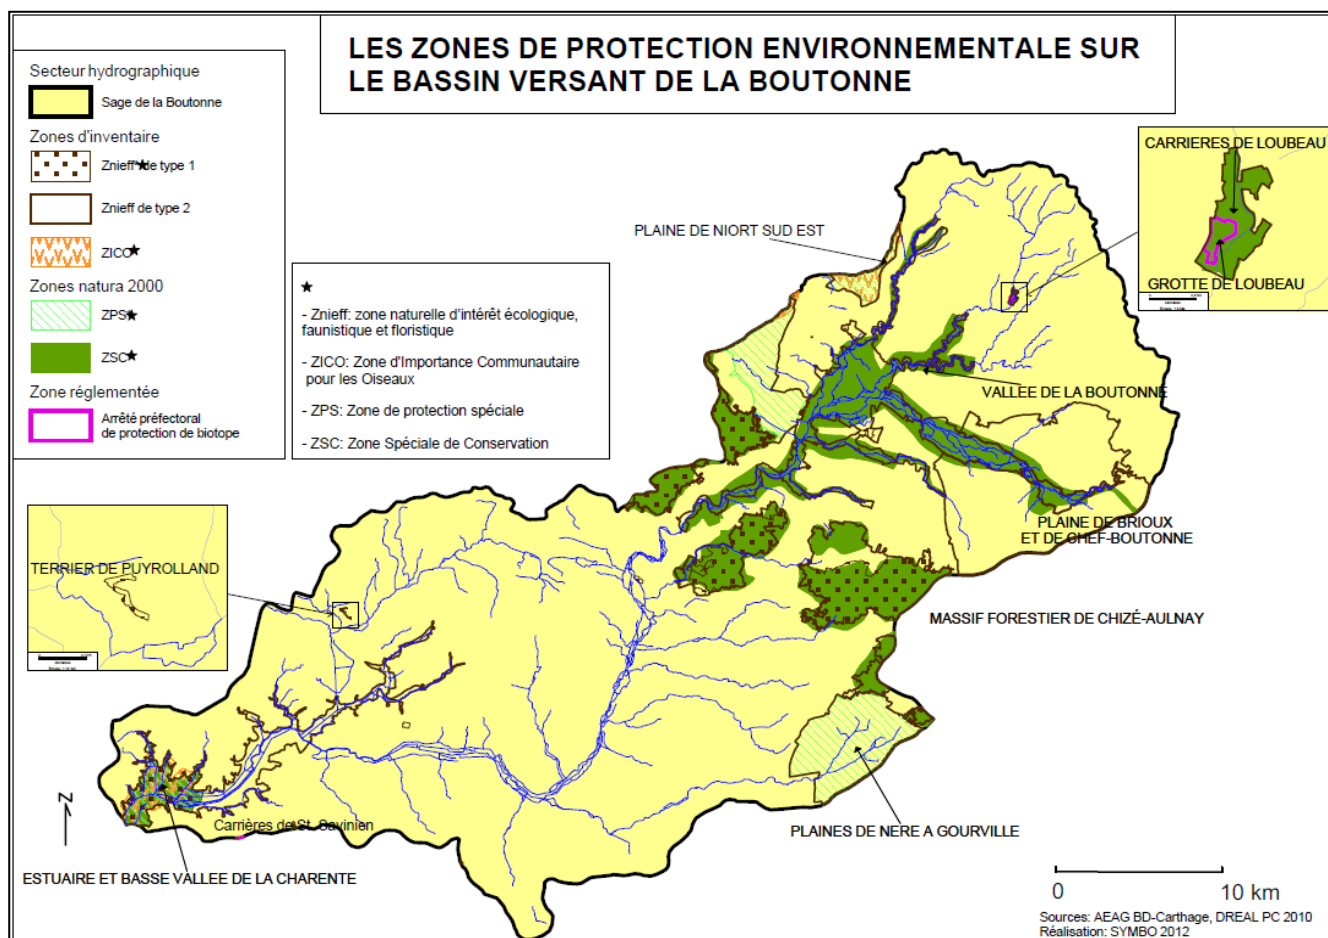 LES ZONES DE PROTECTION ENVIRONNEMENTALE SUR
LE BASSIN VERSANT DE LA BOUTONNE
Secteur hydrographique
Sage de la Boutonne
Zones d'inventaire
Znieff★de type 1
Znieff de type 2
ZICO★
Zones natura 2000
ZPS★
ZSC★
Zone réglementée
Arrêté préfectoral
de protection de biotope
★
- Znieff: zone naturelle d'intérêt écologique,
faunistique et floristique
- ZICO: Zone d'Importance Communautaire
pour les Oiseaux
- ZPS: Zone de protection spéciale
- ZSC: Zone Spéciale de Conservation
CARRIERES DE LOUBEAU
GROTTE DE LOUBEAU
PLAINE DE NIORT SUD EST
VALLEE DE LA BOUTONNE
PLAINE DE BRIOUX
ET DE CHEF-BOUTONNE
TERRIER DE PUYROLLAND
MASSIF FORESTIER DE CHIZÉ-AULNAY
PLAINES DE NERE A GOURVILLE
Carrières de St. Savinien
ESTUAIRE ET BASSE VALLEE DE LA CHARENTE
N
0 10 km
Sources: AEAG BD-Carthage, DREAL PC 2010
Réalisation: SYMBO 2012